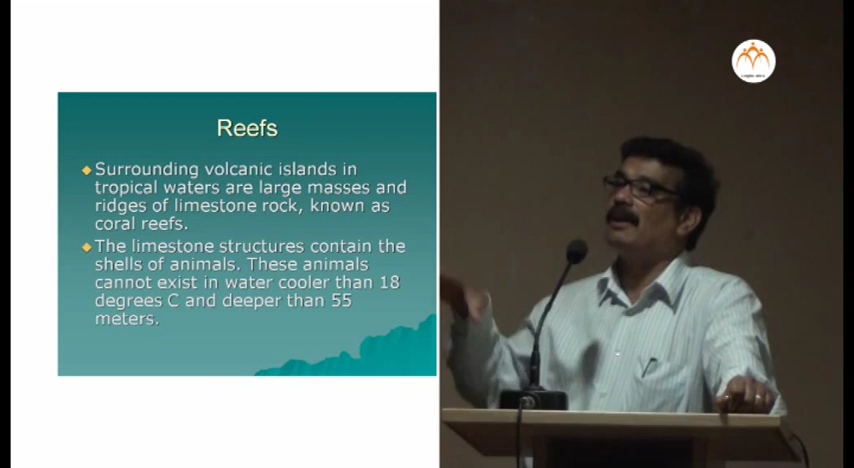 Reefs
Surrounding volcanic islands in
tropical waters are large masses and
ridges of limestone rock, known as
coral reefs.
The limestone structures contain the
shells of animals. These animals
cannot exist in water cooler than 18
degrees C and deeper than 55
meters.